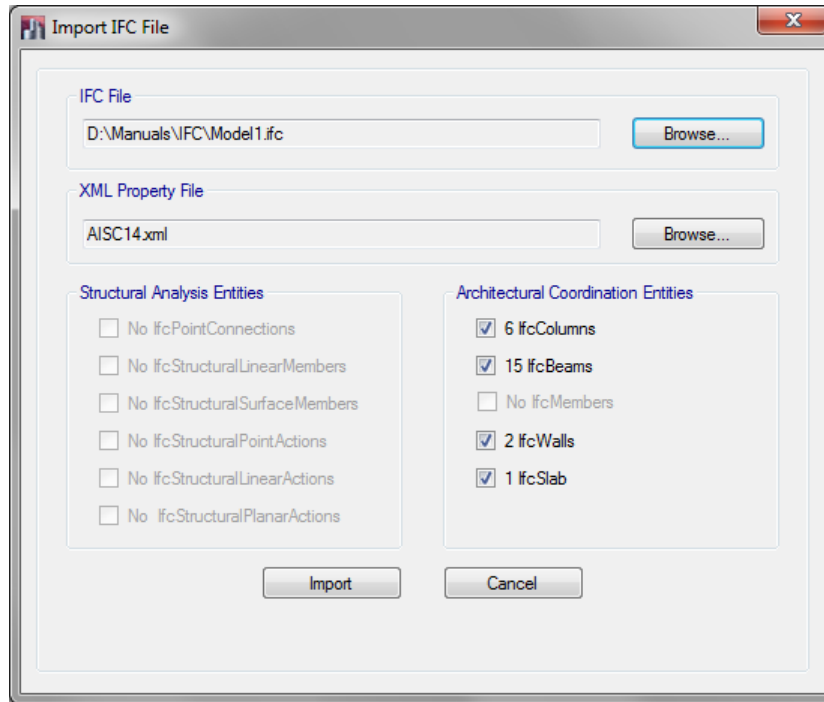 Import IFC File
IFC File
D:\Manuals\IFC\Model1.ifc
Browse...
XML Property File
AISC14.xml
Browse...
Structural Analysis Entities
No IfcPointConnections
No IfcStructuralLinearMembers
No IfcStructuralSurfaceMembers
No IfcStructuralPointActions
No IfcStructuralLinearActions
No IfcStructuralPlanarActions
Architectural Coordination Entities
6 IfcColumns
15 IfcBeams
No IfcMembers
2 IfcWalls
1 IfcSlab
Import
Cancel